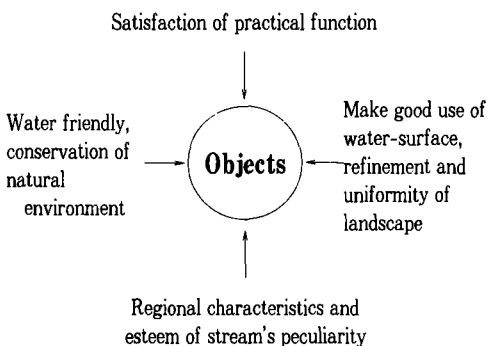 Satisfaction of practical function
Water friendly,
conservation of
natural
environment
Objects
Make good use of
water-surface,
refinement and
uniformity of
landscape
Regional characteristics and
esteem of stream's peculiarity